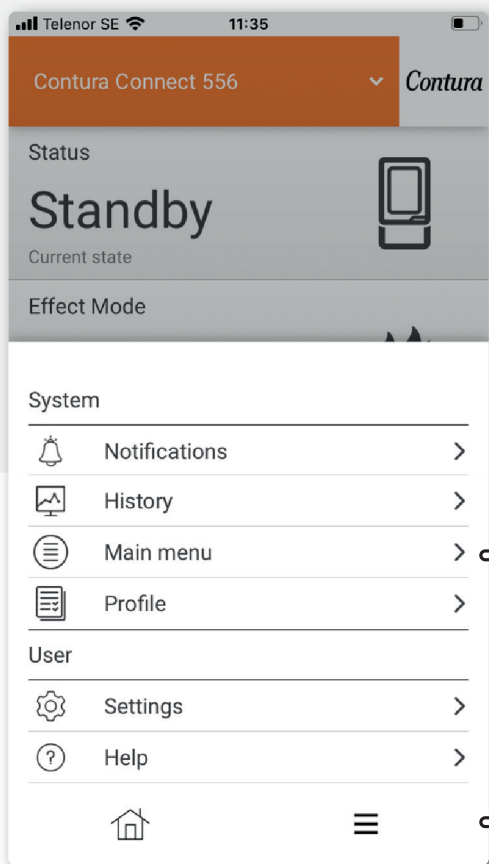 Telenor SE 11:35
Contura Connect 556 Contura
Status
Standby
Current state
Effect Mode
System
Notifications
History
Main menu
Profile
User
Settings
? Help